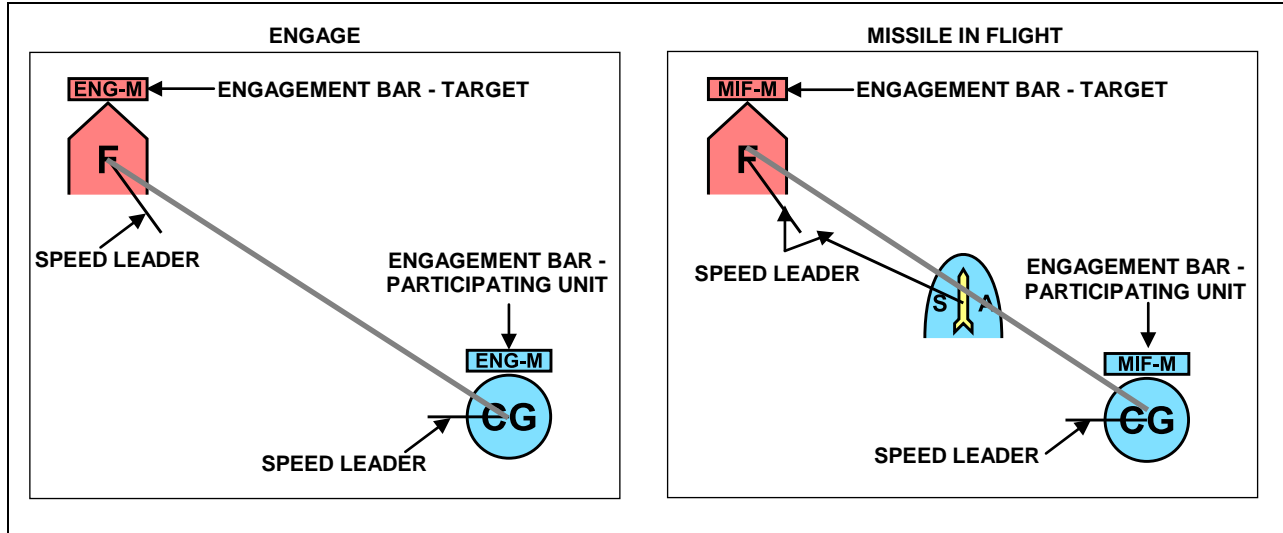 ENGAGE
ENG-M
ENGAGEMENT BAR - TARGET
F
SPEED LEADER
ENGAGEMENT BAR -
PARTICIPATING UNIT
ENG-M
CG
SPEED LEADER
MISSILE IN FLIGHT
MIF-M
ENGAGEMENT BAR - TARGET
F
SPEED LEADER
S A
ENGAGEMENT BAR -
PARTICIPATING UNIT
MIF-M
CG
SPEED LEADER